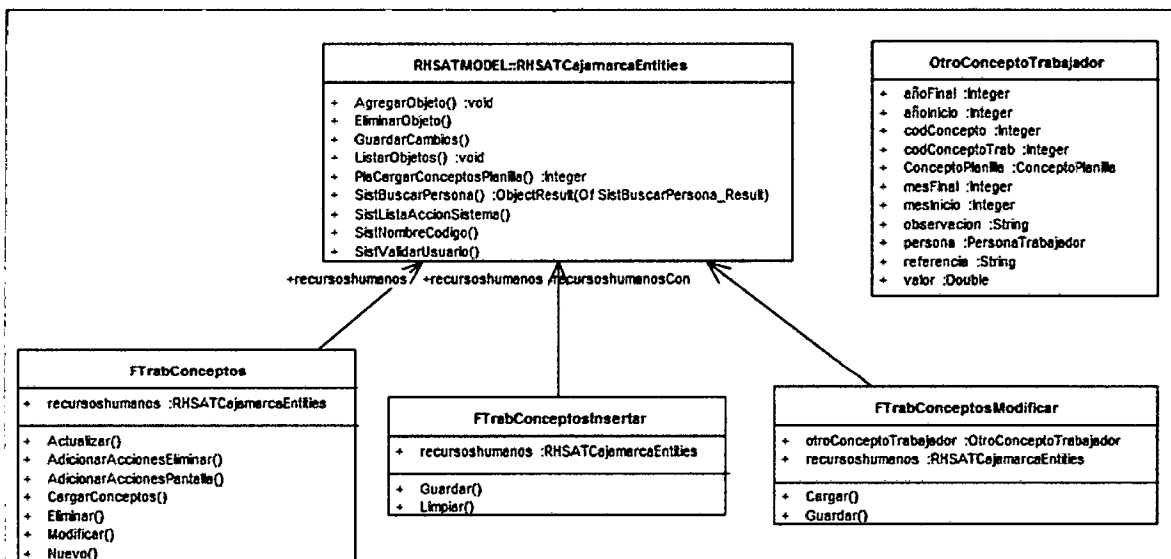 RHSATMODEL::RHSATCajamarcaEntities
+ AgregarObjeto() :void
+ EliminarObjeto()
+ GuardarCambios()
+ ListarObjetos() :void
+ PlaCargarConceptosPlanilla() :Integer
+ SistBuscarPersona() :ObjectResult(Of SistBuscarPersona_Result)
+ SistListaAccionSistema()
+ SistNombreCodigo()
+ SistValidarUsuario()
OtroConceptoTrabajador
+ añoFinal :Integer
+ añoInicio :Integer
+ codConcepto :Integer
+ codConceptoTrab :Integer
+ ConceptoPlanilla :ConceptoPlanilla
+ mesFinal :Integer
+ mesInicio :Integer
+ observacion :String
+ persona :PersonaTrabajador
+ referencia :String
+ valor :Double
+recursoshumanos +recursoshumanos +recursoshumanosCon
FTrabConceptos
+ recursoshumanos :RHSATCajamarcaEntities
+ Actualizar()
+ AdicionarAccionesEliminar()
+ AdicionarAccionesPantalla()
+ CargarConceptos()
+ Eliminar()
+ Modificar()
+ Nuevo()
FTrabConceptosInsertar
+ recursoshumanos :RHSATCajamarcaEntities
+ Guardar()
+ Limpiar()
FTrabConceptosModificar
+ otroConceptoTrabajador :OtroConceptoTrabajador
+ recursoshumanos :RHSATCajamarcaEntities
+ Cargar()
+ Guardar()